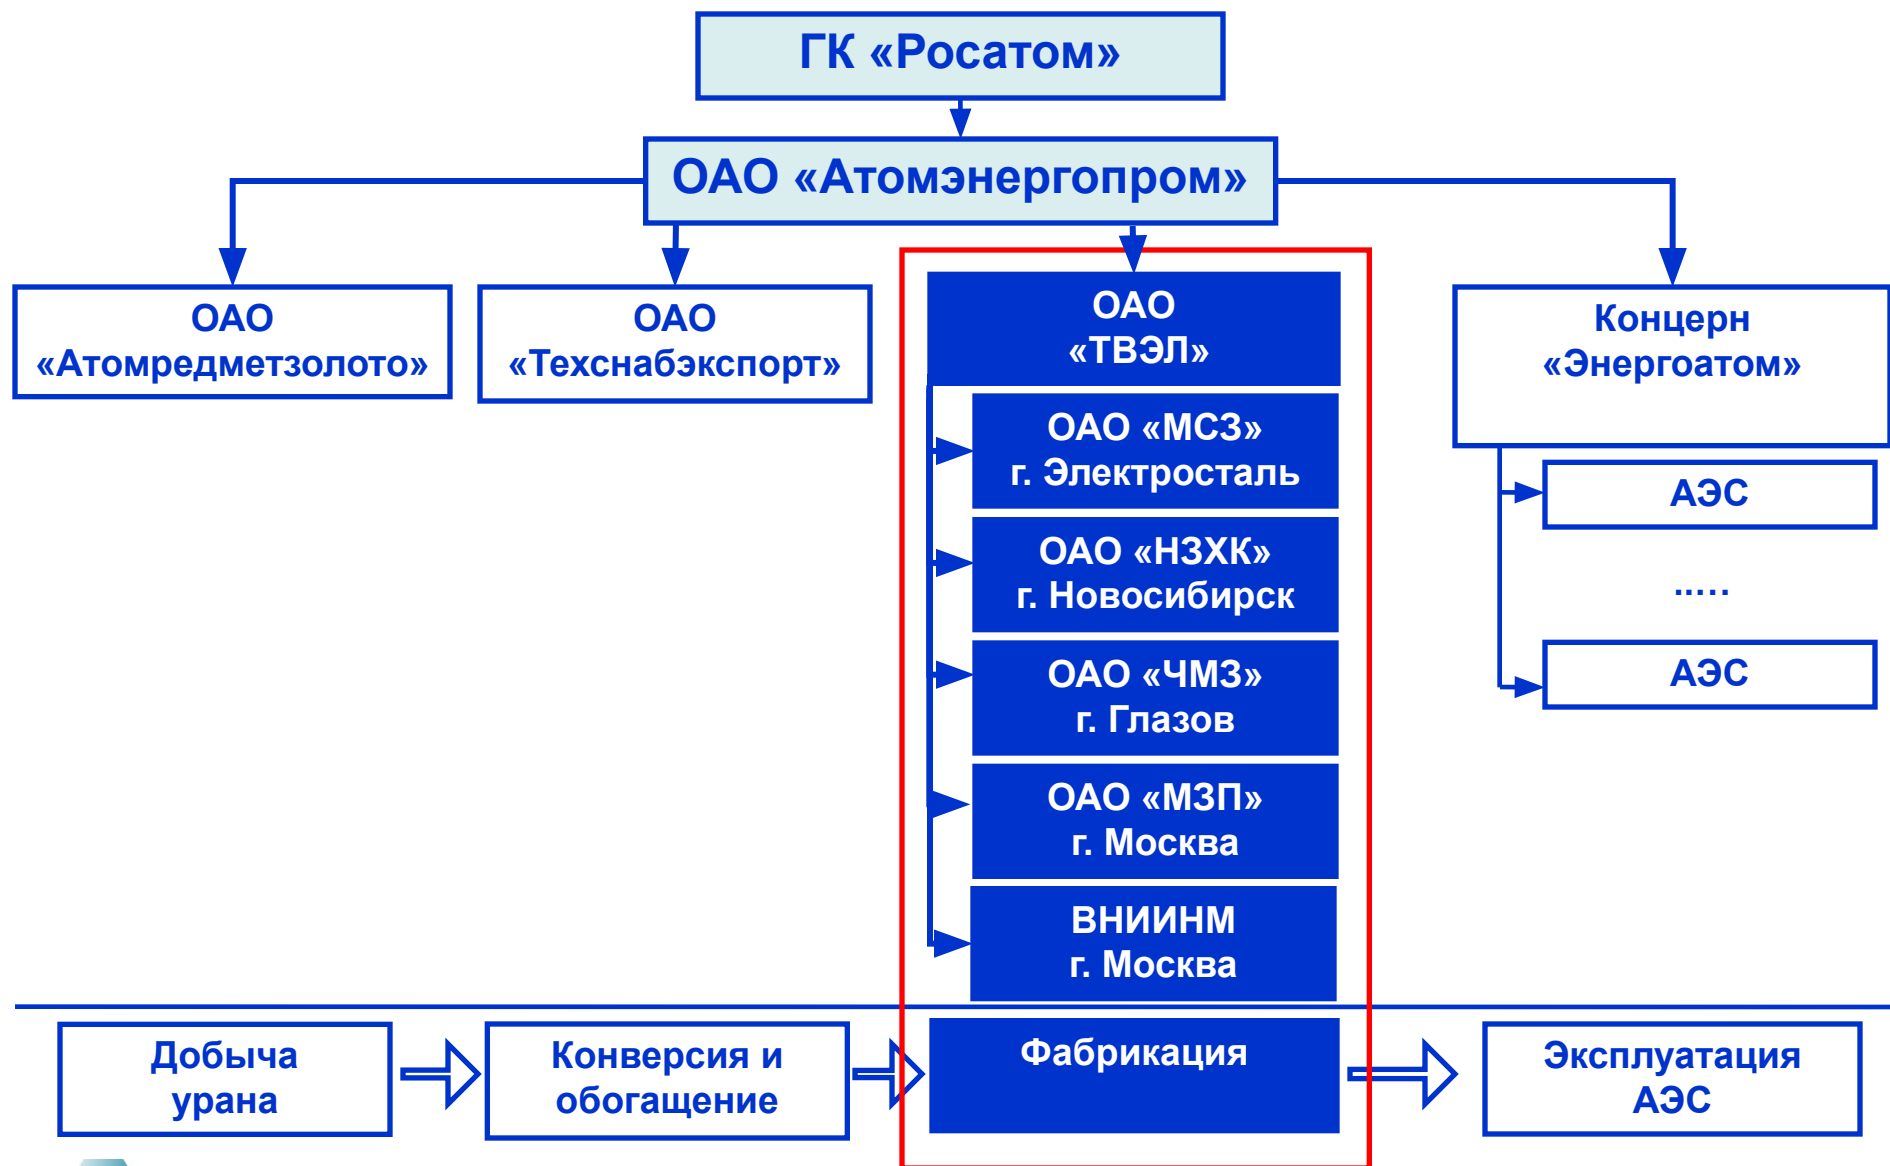 ГК «Росатом»
ОАО «Атомэнергопром»
ОАО
«Атомредметзолото»
ОАО
«Техснабэкспорт»
ОАО
«ТВЭЛ»
ОАО «МСЗ»
г. Электросталь
ОАО «НЗХК»
г. Новосибирск
ОАО «ЧМЗ»
г. Глазов
ОАО «МЗП»
г. Москва
ВНИИНМ
г. Москва
Концерн
«Энергоатом»
АЭС
..…
АЭС
Добыча
урана
Конверсия и
обогащение
Фабрикация
Эксплуатация
АЭС